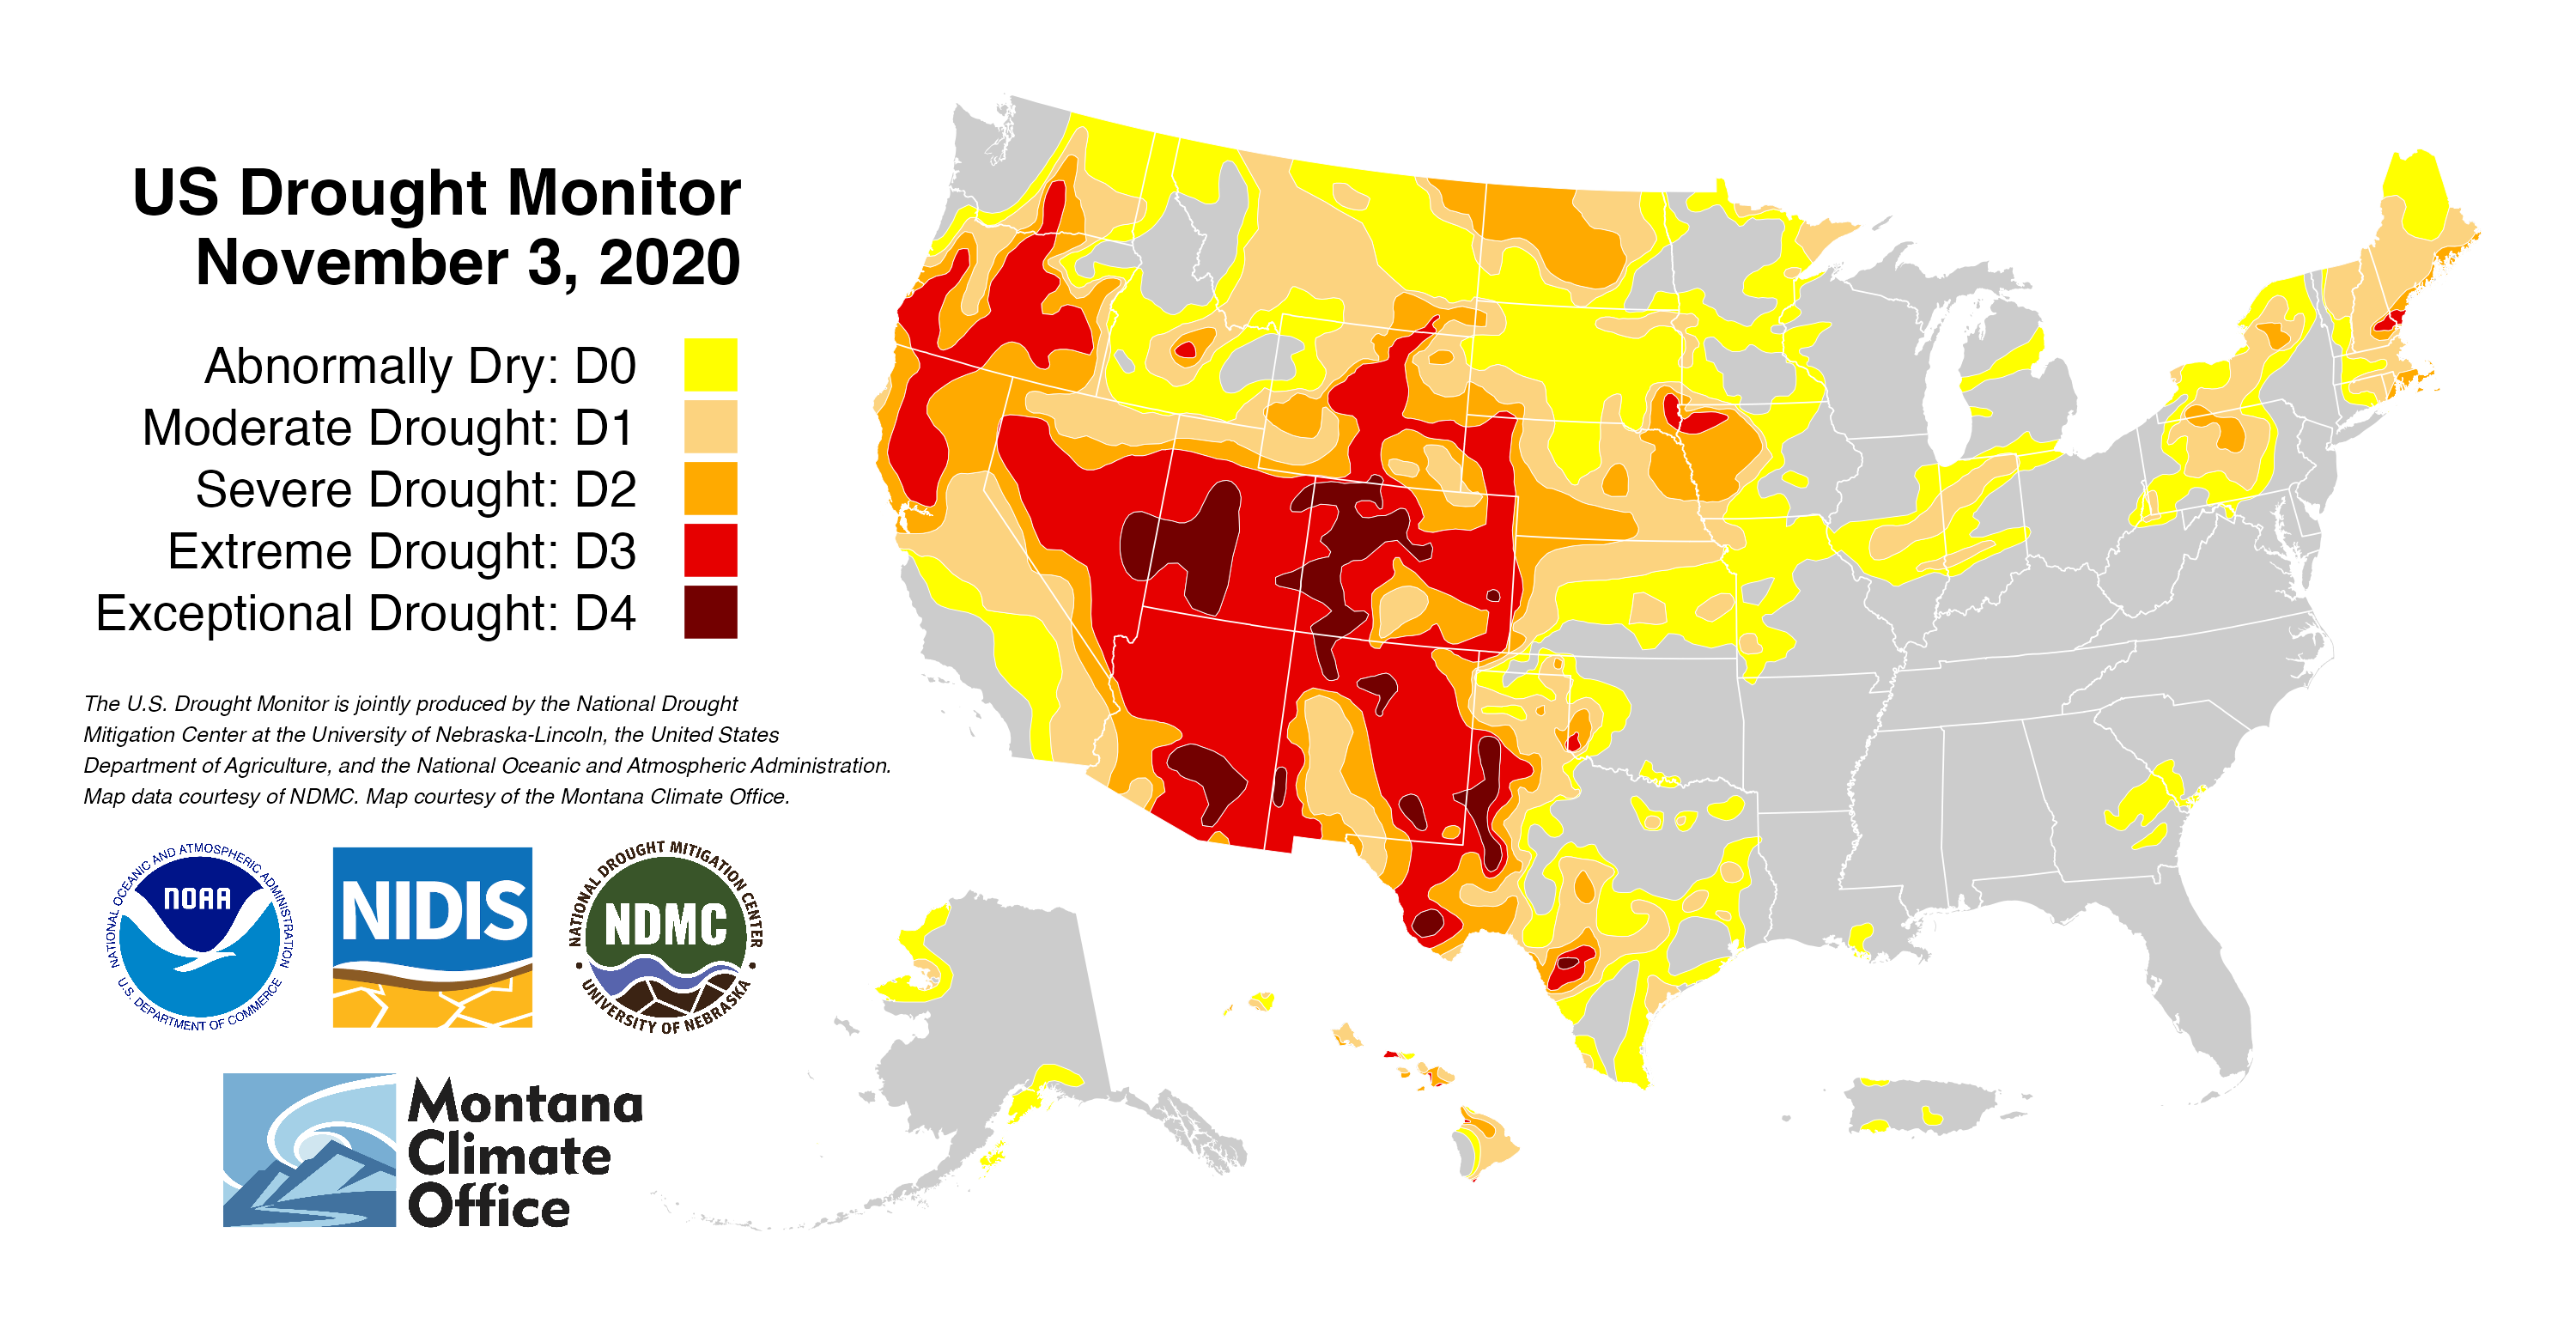 US Drought Monitor
November 3, 2020
Abnormally Dry: D0
Moderate Drought: D1
Severe Drought: D2
Extreme Drought: D3
Exceptional Drought: D4
The U.S. Drought Monitor is jointly produced by the National Drought
Mitigation Center at the University of Nebraska-Lincoln, the United States
Department of Agriculture, and the National Oceanic and Atmospheric Administration.
Map data courtesy of NDMC. Map courtesy of the Montana Climate Office.
NATIONAL OCEANIC AND ATMOSPHERIC ADMINISTRATION
NOAA
U.S. DEPARTMENT OF COMMERCE
NIDIS
NATIONAL DROUGHT MITIGATION CENTER
NDMC
• UNIVERSITY OF NEBRASKA •
Montana
Climate
Office